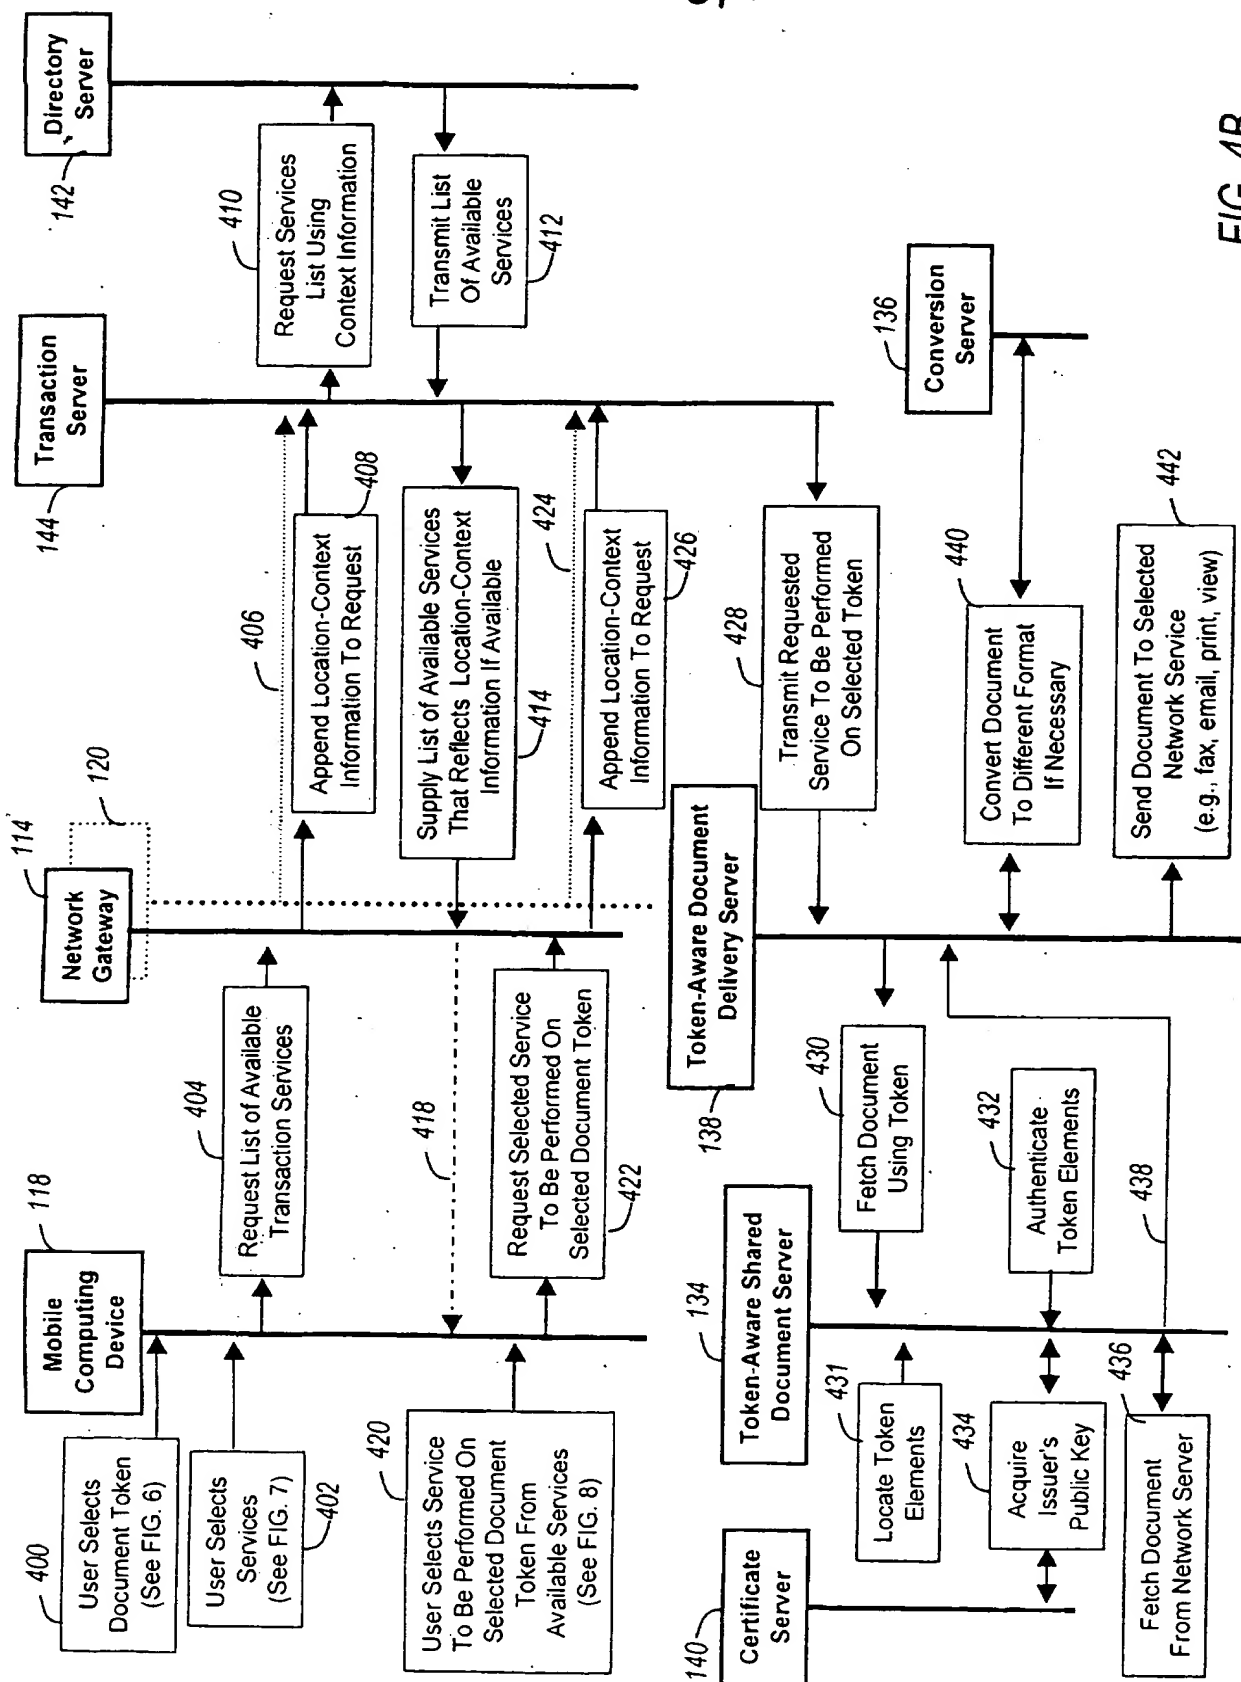 400
User Selects
Document Token
(See FIG. 6)
User Selects
Services
(See FIG. 7)
402
420
User Selects Service
To Be Performed On
Selected Document
Token From
Available Services
(See FIG. 8)
118
Mobile
Computing
Device
404
Request List of Available
Transaction Services
418
Request Selected Service
To Be Performed On
Selected Document Token
422
114
Network
Gateway
120
406
Append Location-Context
Information To Request
408
Supply List of Available Services
That Reflects Location-Context
Information If Available
414
424
Append Location-Context
Information To Request
426
144
Transaction
Server
410
Request Services
List Using
Context Information
Transmit List
Of Available
Services
412
142
Directory
Server
428
Transmit Requested
Service To Be Performed
On Selected Token
140
Certificate
Server
431
Locate Token
Elements
434
Acquire
Issuer's
Public Key
436
Fetch Document
From Network Server
134
Token-Aware Shared
Document Server
430
Fetch Document
Using Token
432
Authenticate
Token Elements
438
138
Token-Aware Document
Delivery Server
440
Convert Document
To Different Format
If Necessary
442
Send Document To Selected
Network Service
(e.g., fax, email, print, view)
136
Conversion
Server
FIG. 4B